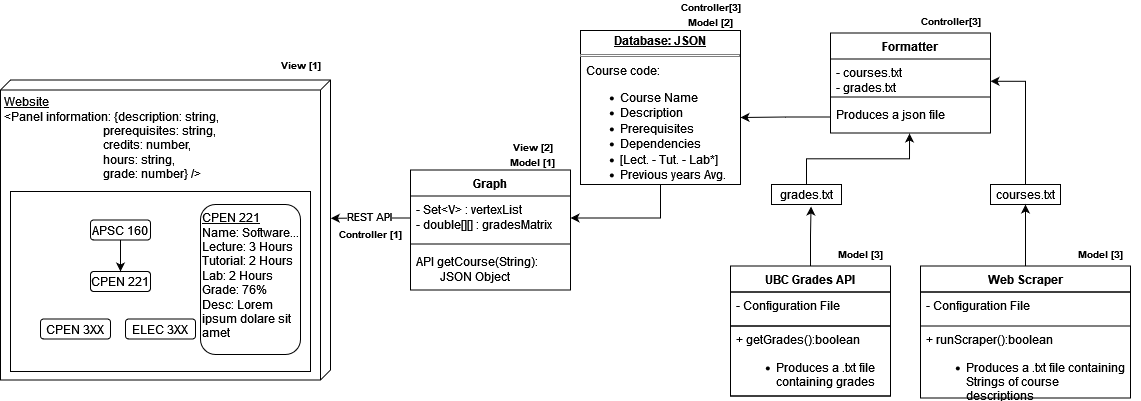 View [1]
Website
<Panel information: {description: string,
prerequisites: string,
credits: number,
hours: string,
grade: number} />
APSC 160
CPEN 221
CPEN 3XX
ELEC 3XX
CPEN 221
Name: Software...
Lecture: 3 Hours
Tutorial: 2 Hours
Lab: 2 Hours
Grade: 76%
Desc: Lorem
ipsum dolare sit
amet
REST API
Controller [1]
View [2]
Model [1]
Graph
- Set<V> : vertexList
- double[][] : gradesMatrix
API getCourse(String):
JSON Object
Controller[3]
Model [2]
Database: JSON
Course code:
• Course Name
• Description
• Prerequisites
• Dependencies
• [Lect. - Tut. - Lab*]
• Previous years Avg.
Controller[3]
Formatter
- courses.txt
- grades.txt
Produces a json file
grades.txt
courses.txt
Model [3]
UBC Grades API
- Configuration File
+ getGrades():boolean
• Produces a .txt file
containing grades
Model [3]
Web Scraper
- Configuration File
+ runScraper():boolean
• Produces a .txt file containing
Strings of course
descriptions